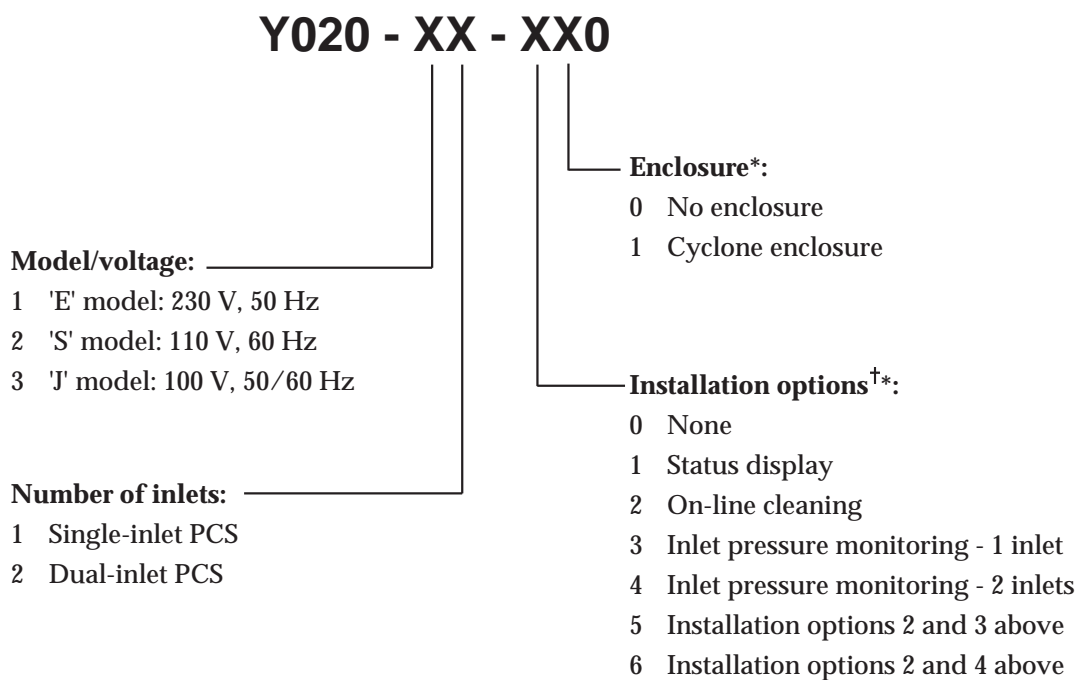 Y020 - XX - XX0
Enclosure*:
0 No enclosure
1 Cyclone enclosure
Model/voltage:
1 'E' model: 230 V, 50 Hz
2 'S' model: 110 V, 60 Hz
3 'J' model: 100 V, 50/60 Hz
Installation options†*:
0 None
1 Status display
2 On-line cleaning
3 Inlet pressure monitoring - 1 inlet
4 Inlet pressure monitoring - 2 inlets
5 Installation options 2 and 3 above
6 Installation options 2 and 4 above
Number of inlets:
1 Single-inlet PCS
2 Dual-inlet PCS